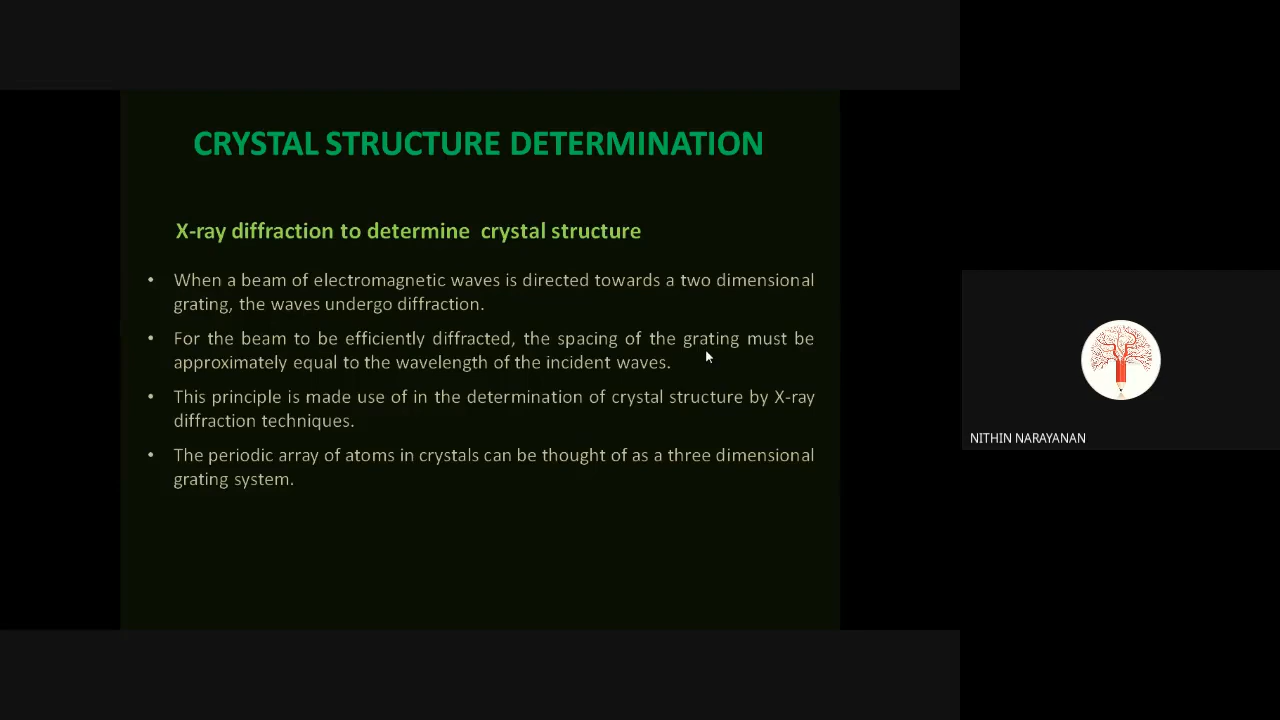 CRYSTAL STRUCTURE DETERMINATION
X-ray diffraction to determine  crystal structure
• When a beam of electromagnetic waves is directed towards a two dimensional
grating, the waves undergo diffraction.
• For the beam to be efficiently diffracted, the spacing of the grating must be
approximately equal to the wavelength of the incident waves.
• This principle is made use of in the determination of crystal structure by X-ray
diffraction techniques.
• The periodic array of atoms in crystals can be thought of as a three dimensional
grating system.
NITHIN NARAYANAN